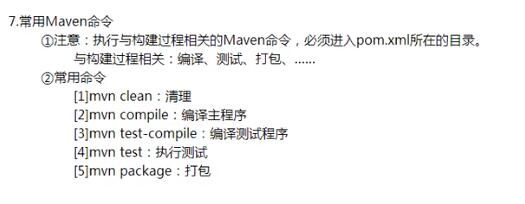 7.常用Maven命令
①注意：执行与构建过程相关的Maven命令，必须进入pom.xml所在的目录。
与构建过程相关：编译、测试、打包、……
②常用命令
[1]mvn clean：清理
[2]mvn compile：编译主程序
[3]mvn test-compile：编译测试程序
[4]mvn test：执行测试
[5]mvn package：打包